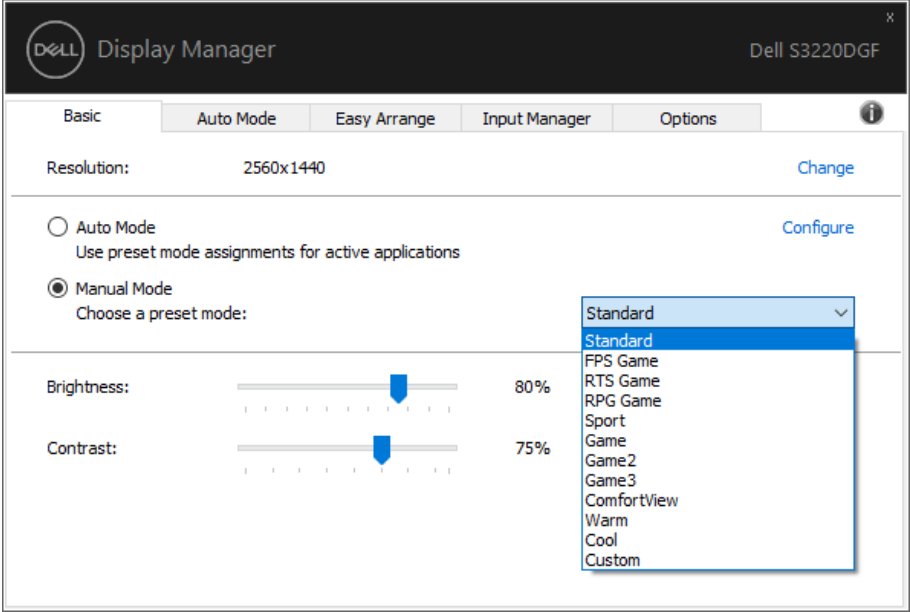 x
DELL Display Manager Dell S3220DGF
Basic Auto Mode Easy Arrange Input Manager Options i
Resolution: 2560x1440 Change
Auto Mode Configure
Use preset mode assignments for active applications
Manual Mode
Choose a preset mode: Standard
Standard
FPS Game
RTS Game
Brightness: 80% RPG Game
Sport
Contrast: 75% Game
Game2
Game3
ComfortView
Warm
Cool
Custom